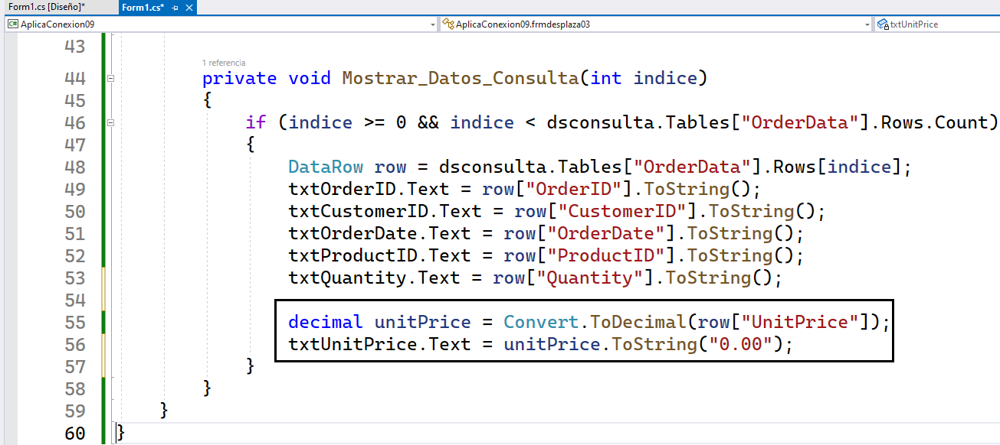 Form1.cs [Diseño]*
Form1.cs*
AplicaConexion09
AplicaConexion09.frmdesplaza03
txtUnitPrice
43
1 referencia
44 private void Mostrar_Datos_Consulta(int indice)
45 {
46 if (indice >= 0 && indice < dsconsulta.Tables["OrderData"].Rows.Count)
47 {
48 DataRow row = dsconsulta.Tables["OrderData"].Rows[indice];
49 txtOrderID.Text = row["OrderID"].ToString();
50 txtCustomerID.Text = row["CustomerID"].ToString();
51 txtOrderDate.Text = row["OrderDate"].ToString();
52 txtProductID.Text = row["ProductID"].ToString();
53 txtQuantity.Text = row["Quantity"].ToString();
54
55 decimal unitPrice = Convert.ToDecimal(row["UnitPrice"]);
56 txtUnitPrice.Text = unitPrice.ToString("0.00");
57 }
58 }
59 }
60 }